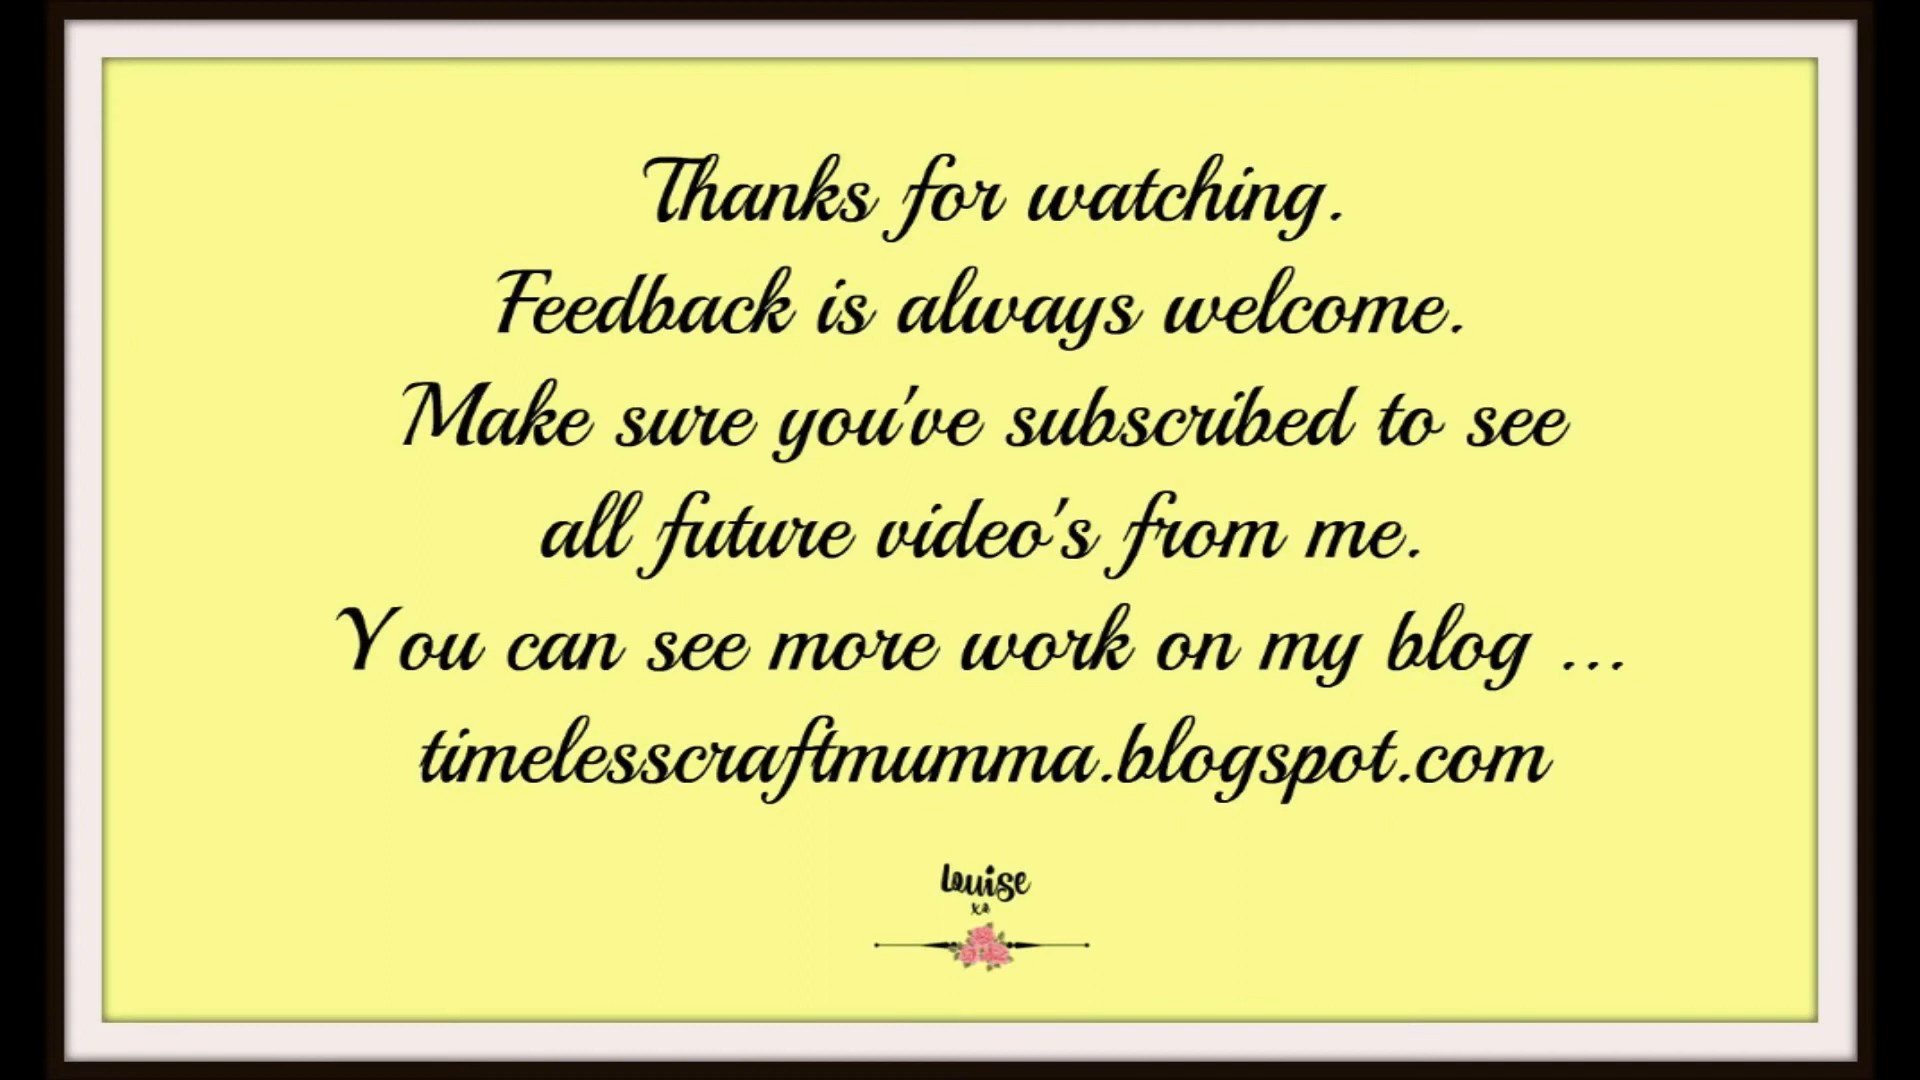 Thanks for watching.
Feedback is always welcome.
Make sure you've subscribed to see
all future video's from me.
You can see more work on my blog ...
timelesscraftmumma.blogspot.com
Louise
xo